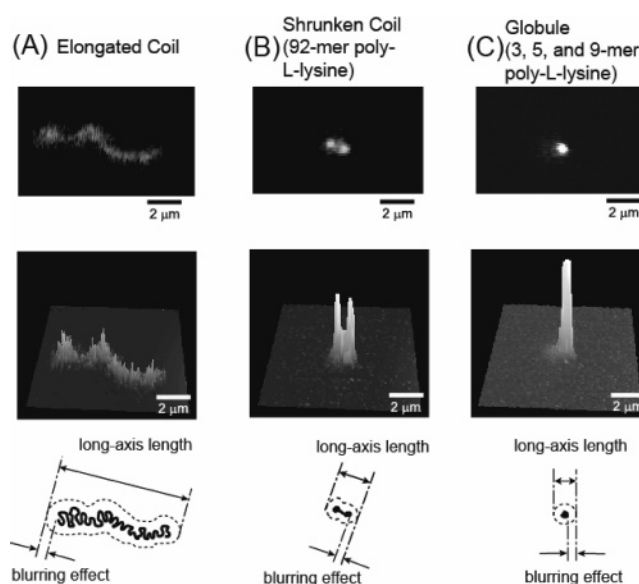 (A) Elongated Coil
(B) Shrunken Coil
(92-mer poly-
L-lysine)
(C) Globule
(3, 5, and 9-mer
poly-L-lysine)
2 μm
2 μm
2 μm
2 μm
2 μm
2 μm
long-axis length
long-axis length
long-axis length
blurring effect
blurring effect
blurring effect